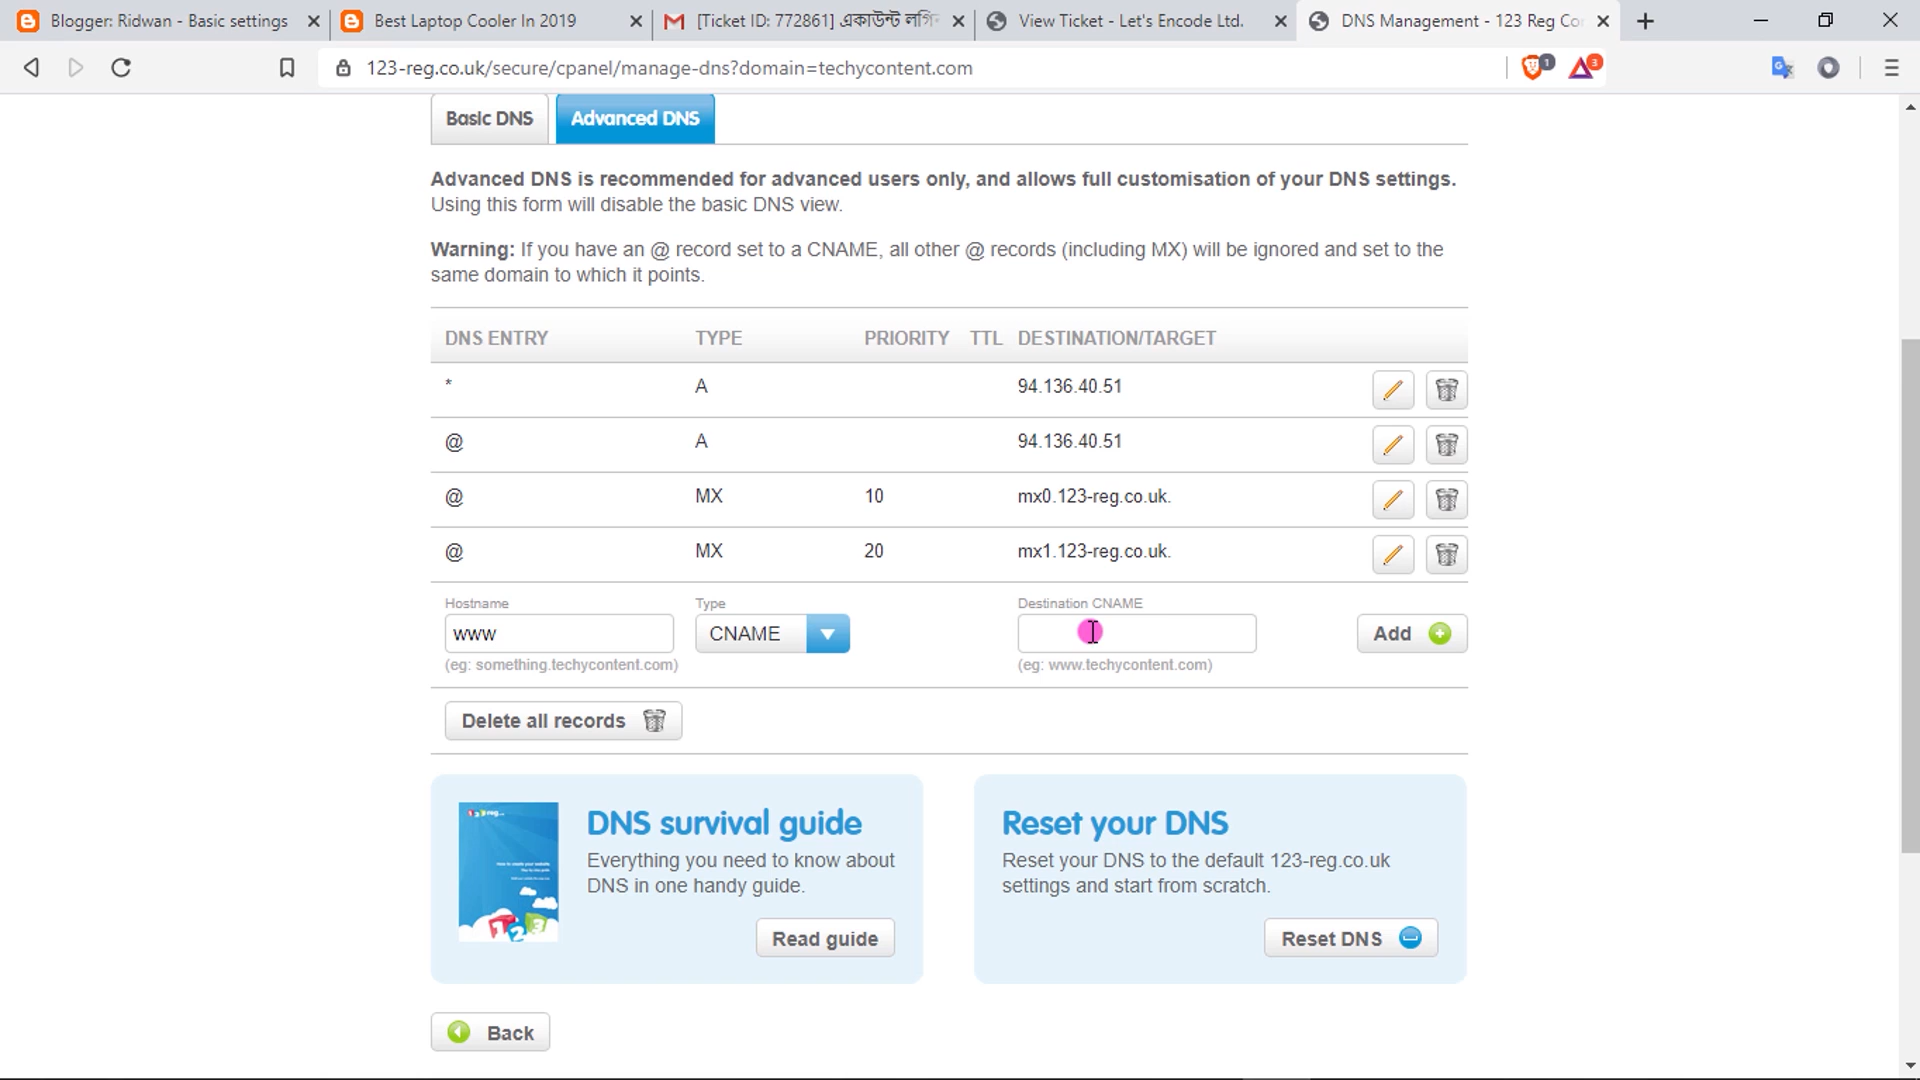 Blogger: Ridwan - Basic settings
Best Laptop Cooler In 2019
[Ticket ID: 772861] একাউন্ট লগি
View Ticket - Let's Encode Ltd.
DNS Management - 123 Reg Co
123-reg.co.uk/secure/cpanel/manage-dns?domain=techycontent.com
1
3
Basic DNS
Advanced DNS
Advanced DNS is recommended for advanced users only, and allows full customisation of your DNS settings.
Using this form will disable the basic DNS view.
Warning: If you have an @ record set to a CNAME, all other @ records (including MX) will be ignored and set to the
same domain to which it points.
DNS ENTRY TYPE PRIORITY TTL DESTINATION/TARGET
* A 94.136.40.51
@ A 94.136.40.51
@ MX 10 mx0.123-reg.co.uk.
@ MX 20 mx1.123-reg.co.uk.
Hostname Type Destination CNAME
www CNAME Add
(eg: something.techycontent.com) (eg: www.techycontent.com)
Delete all records
DNS survival guide
Everything you need to know about
DNS in one handy guide.
Read guide
Reset your DNS
Reset your DNS to the default 123-reg.co.uk
settings and start from scratch.
Reset DNS
Back